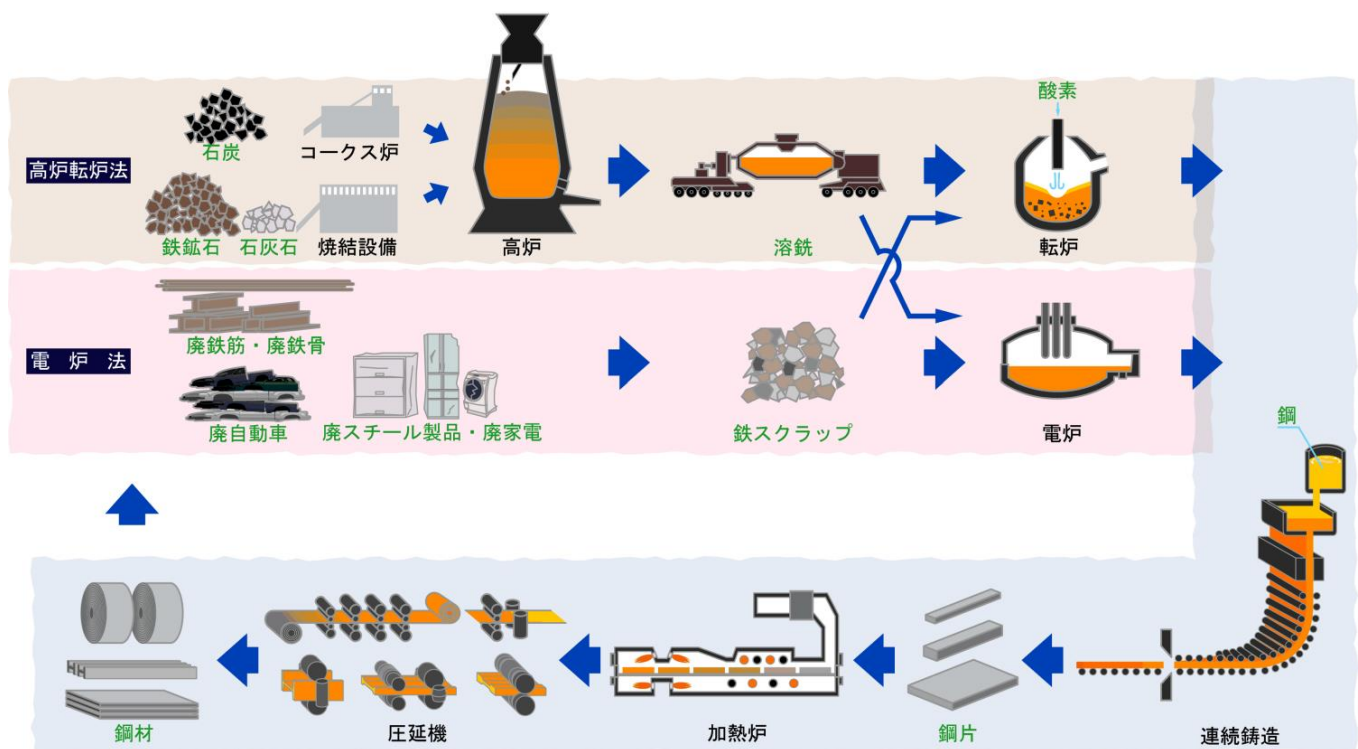 高炉転炉法
石炭
コークス炉
鉄鉱石
石灰石
焼結設備
高炉
溶銑
酸素
転炉
電炉法
廃鉄筋・廃鉄骨
廃自動車
廃スチール製品・廃家電
鉄スクラップ
電炉
鋼
連続鋳造
鋼片
加熱炉
圧延機
鋼材